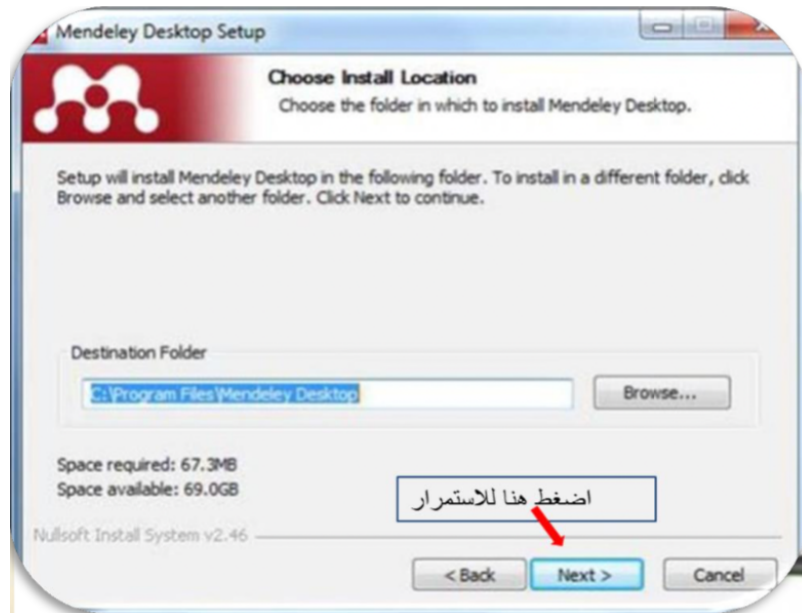 Mendeley Desktop Setup
Choose Install Location
Choose the folder in which to install Mendeley Desktop.
Setup will install Mendeley Desktop in the following folder. To install in a different folder, click
Browse and select another folder. Click Next to continue.
Destination Folder
C:\Program Files\Mendeley Desktop
Browse...
Space required: 67.3MB
Space available: 69.0GB
اضغط هنا للاستمرار
Nullsoft Install System v2.46
< Back
Next >
Cancel